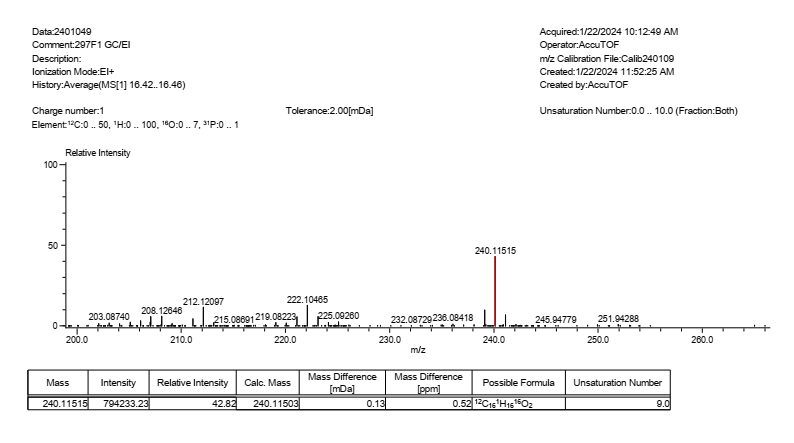 Data:2401049
Acquired:1/22/2024 10:12:49 AM
Comment:297F1 GC/EI
Operator:AccuTOF
Description:
m/z Calibration File:Calib240109
Ionization Mode:EI+
Created:1/22/2024 11:52:25 AM
History:Average(MS[1] 16.42..16.46)
Created by:AccuTOF
Charge number:1
Tolerance:2.00[mDa]
Unsaturation Number:0.0 .. 10.0 (Fraction:Both)
Element:¹²C:0 .. 50, ¹H:0 .. 100, ¹⁶O:0 .. 7, ³¹P:0 .. 1
Relative Intensity
100
50
0
240.11515
222.10465
212.12097
208.12646
203.08740
215.08691
219.08223
225.09260
232.08729
236.08418
245.94779
251.94288
200.0 210.0 220.0 230.0 240.0 250.0 260.0
m/z
Mass Intensity Relative Intensity Calc. Mass Mass Difference [mDa] Mass Difference [ppm] Possible Formula Unsaturation Number
240.11515 794233.23 42.82 240.11503 0.13 0.52 ¹²C₁₆¹H₁₆¹⁶O₂ 9.0